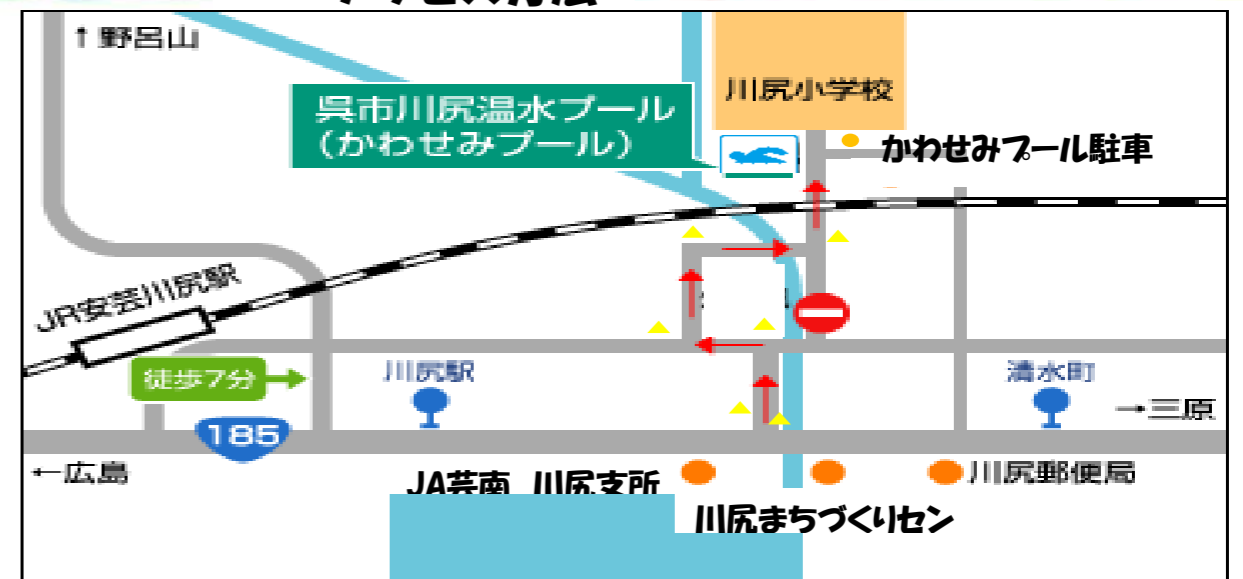 ↑野呂山
川尻小学校
呉市川尻温水プール
(かわせみプール)
かわせみプール駐車
JR安芸川尻駅
徒歩7分→
川尻駅
清水町
→三原
185
←広島
JA芸南 川尻支所
川尻郵便局
川尻まちづくりセン